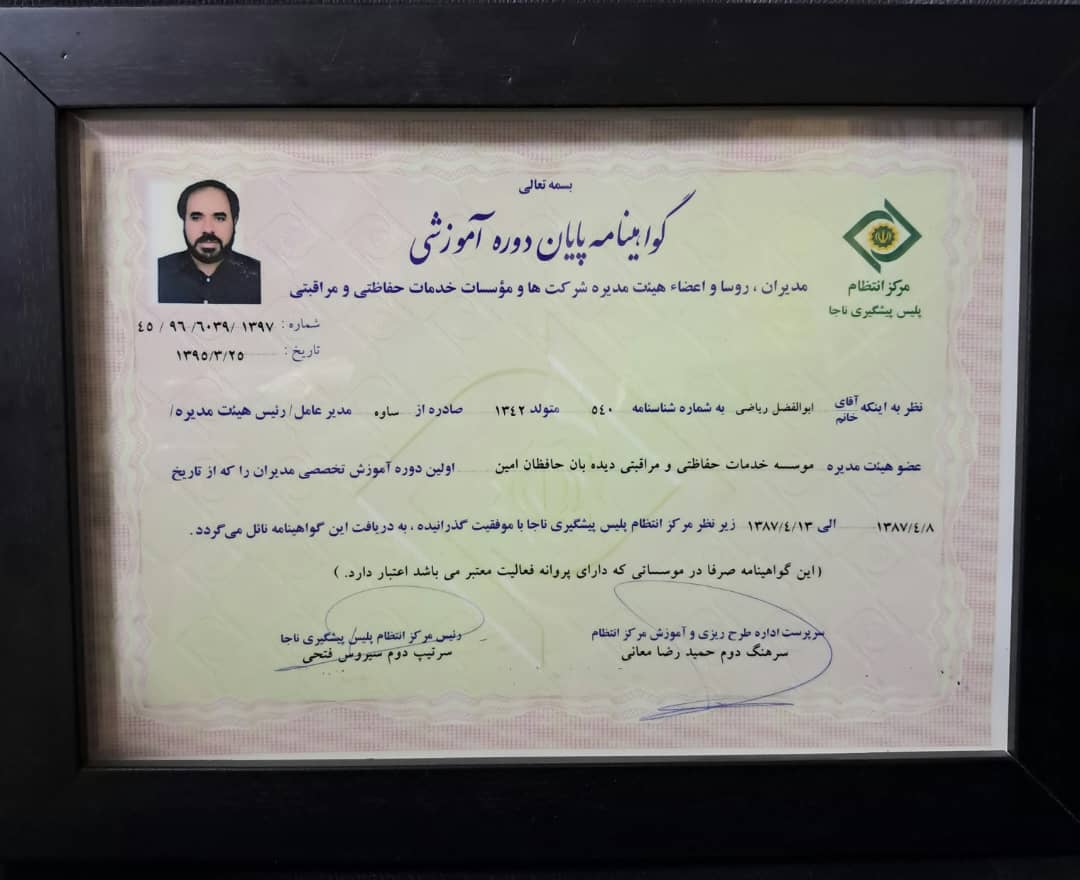 بسمه تعالی
گواهینامه پایان دوره آموزشی
مدیران ، روسا و اعضاء هیئت مدیره شرکت ها و مؤسسات خدمات حفاظتی و مراقبتی
مرکز انتظام
پلیس پیشگیری ناجا
شماره : ۴۵ / ۹۶ /۶۰۳۹/ ۱۳۹۷
تاریخ : ۱۳۹۵/۳/۲۵
نظر به اینکه آقای خانم ابوالفضل ریاضی به شماره شناسنامه ۵۴۰ متولد ۱۳۴۲ صادره از ساوه مدیر عامل/ رئیس هیئت مدیره/
عضو هیئت مدیره موسسه خدمات حفاظتی و مراقبتی دیده بان حافظان امین اولین دوره آموزش تخصصی مدیران را که از تاریخ
۱۳۸۷/۴/۸ الی ۱۳۸۷/۴/۱۳ زیر نظر مرکز انتظام پلیس پیشگیری ناجا با موفقیت گذرانیده ، به دریافت این گواهینامه نائل می‌گردد .
(این گواهینامه صرفا در موسساتی که دارای پروانه فعالیت معتبر می باشد اعتبار دارد. )
سرپرست اداره طرح ریزی و آموزش مرکز انتظام
سرهنگ دوم حمید رضا معانی
رئیس مرکز انتظام پلیس پیشگیری ناجا
سرتیپ دوم سیروس فتحی